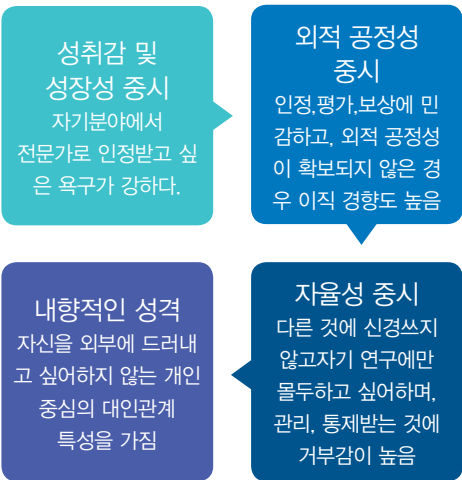 성취감 및
성장성 중시
자기분야에서
전문가로 인정받고 싶
은 욕구가 강하다.
외적 공정성
중시
인정,평가,보상에 민
감하고, 외적 공정성
이 확보되지 않은 경
우 이직 경향도 높음
자율성 중시
다른 것에 신경쓰지
않고자기 연구에만
몰두하고 싶어하며,
관리, 통제받는 것에
거부감이 높음
내향적인 성격
자신을 외부에 드러내
고 싶어하지 않는 개인
중심의 대인관계
특성을 가짐